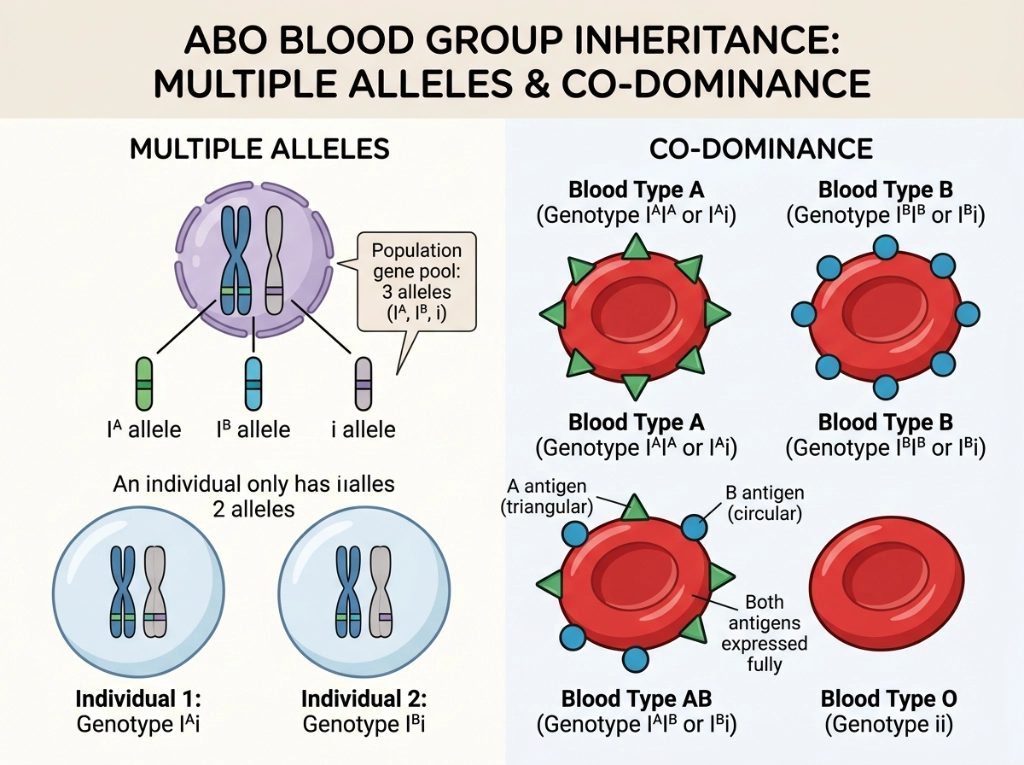 ABO BLOOD GROUP INHERITANCE:
MULTIPLE ALLELES & CO-DOMINANCE
MULTIPLE ALLELES
Population
gene pool:
3 alleles
(Iᴬ, Iᴮ, i)
Iᴬ allele
Iᴮ allele
i allele
An individual only has
2 alleles
Individual 1:
Genotype Iᴬi
Individual 2:
Genotype Iᴮi
CO-DOMINANCE
Blood Type A
(Genotype IᴬIᴬ or Iᴬi)
Blood Type B
(Genotype IᴮIᴮ or Iᴮi)
Blood Type A
(Genotype IᴬIᴬ or Iᴬi)
Blood Type B
(Genotype IᴮIᴮ or Iᴮi)
A antigen
(triangular)
B antigen
(circular)
Both
antigens
expressed
fully
Blood Type AB
(Genotype IᴬIᴮ or Iᴮi)
Blood Type O
(Genotype ii)